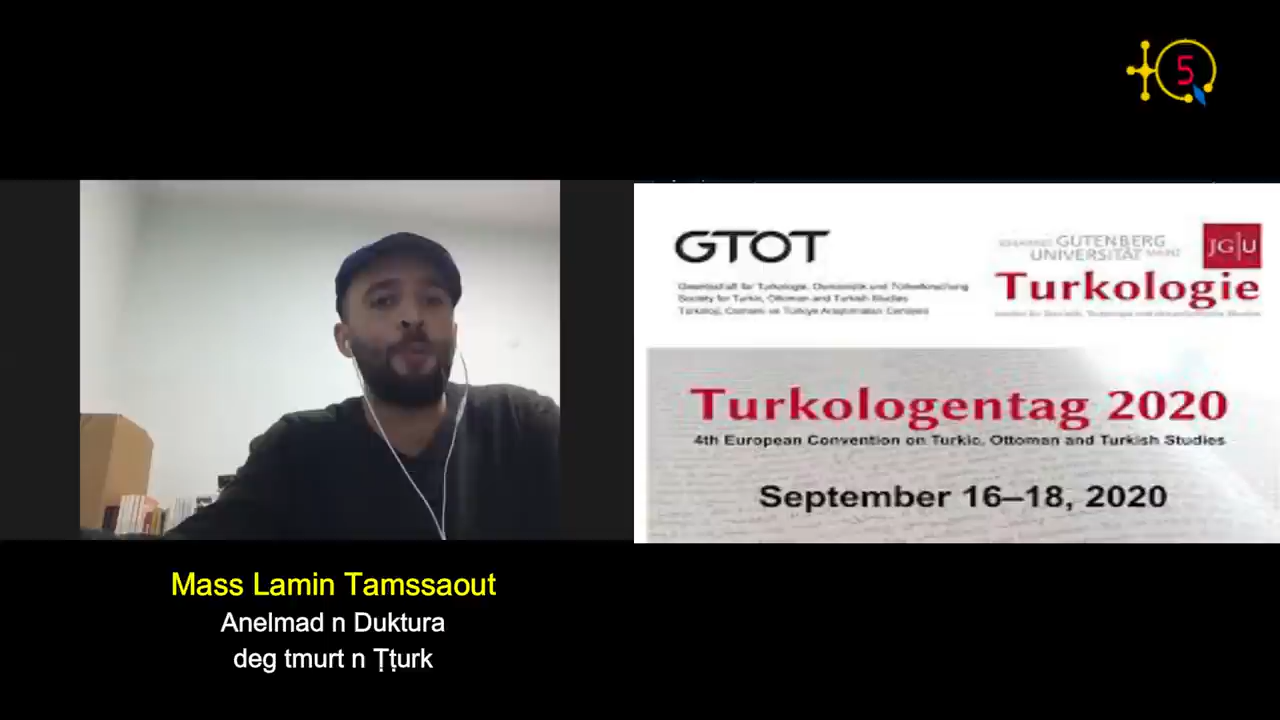 5
GTOT
Gesellschaft für Turkologie, Osmanistik und Türkeiforschung
Society for Turkic, Ottoman and Turkish Studies
Türkoloji, Osmanlı ve Türkiye Araştırmaları Cemiyeti
JOHANNES GUTENBERG
UNIVERSITÄT MAINZ
JG|U
Turkologie
Turkologentag 2020
4th European Convention on Turkic, Ottoman and Turkish Studies
September 16–18, 2020
Mass Lamin Tamssaout
Anelmad n Duktura
deg tmurt n Ṭṭurk